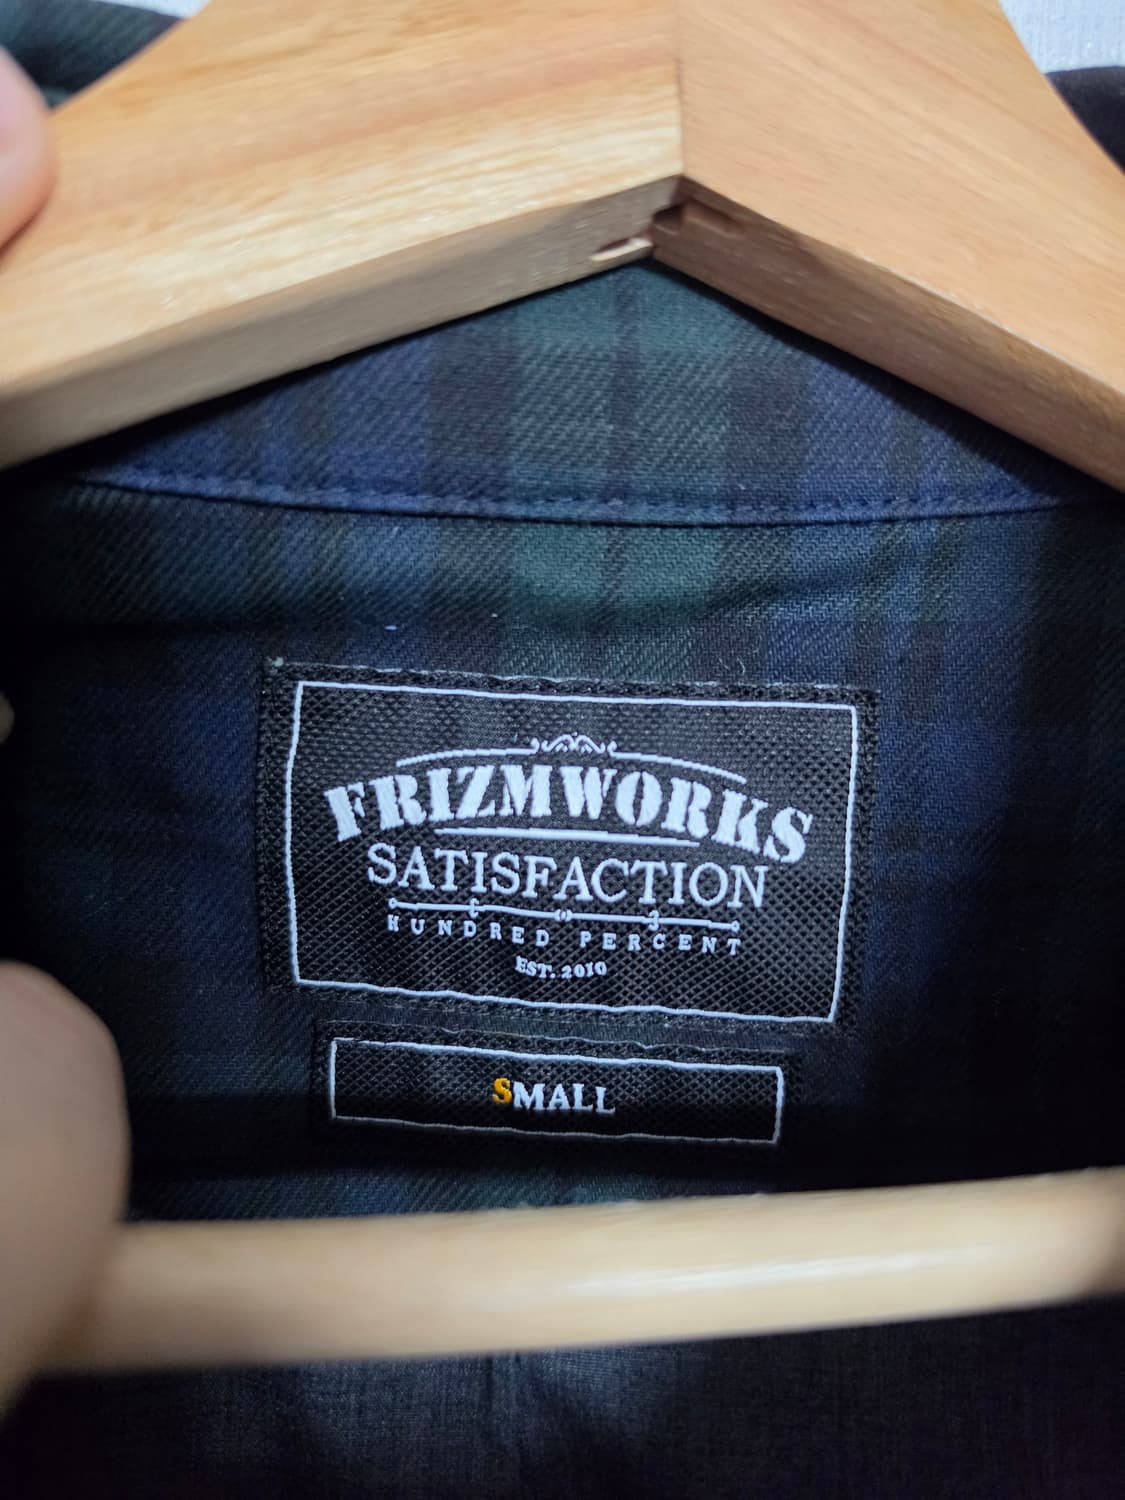 FRIZMWORKS
SATISFACTION
HUNDRED PERCENT
EST. 2010
SMALL